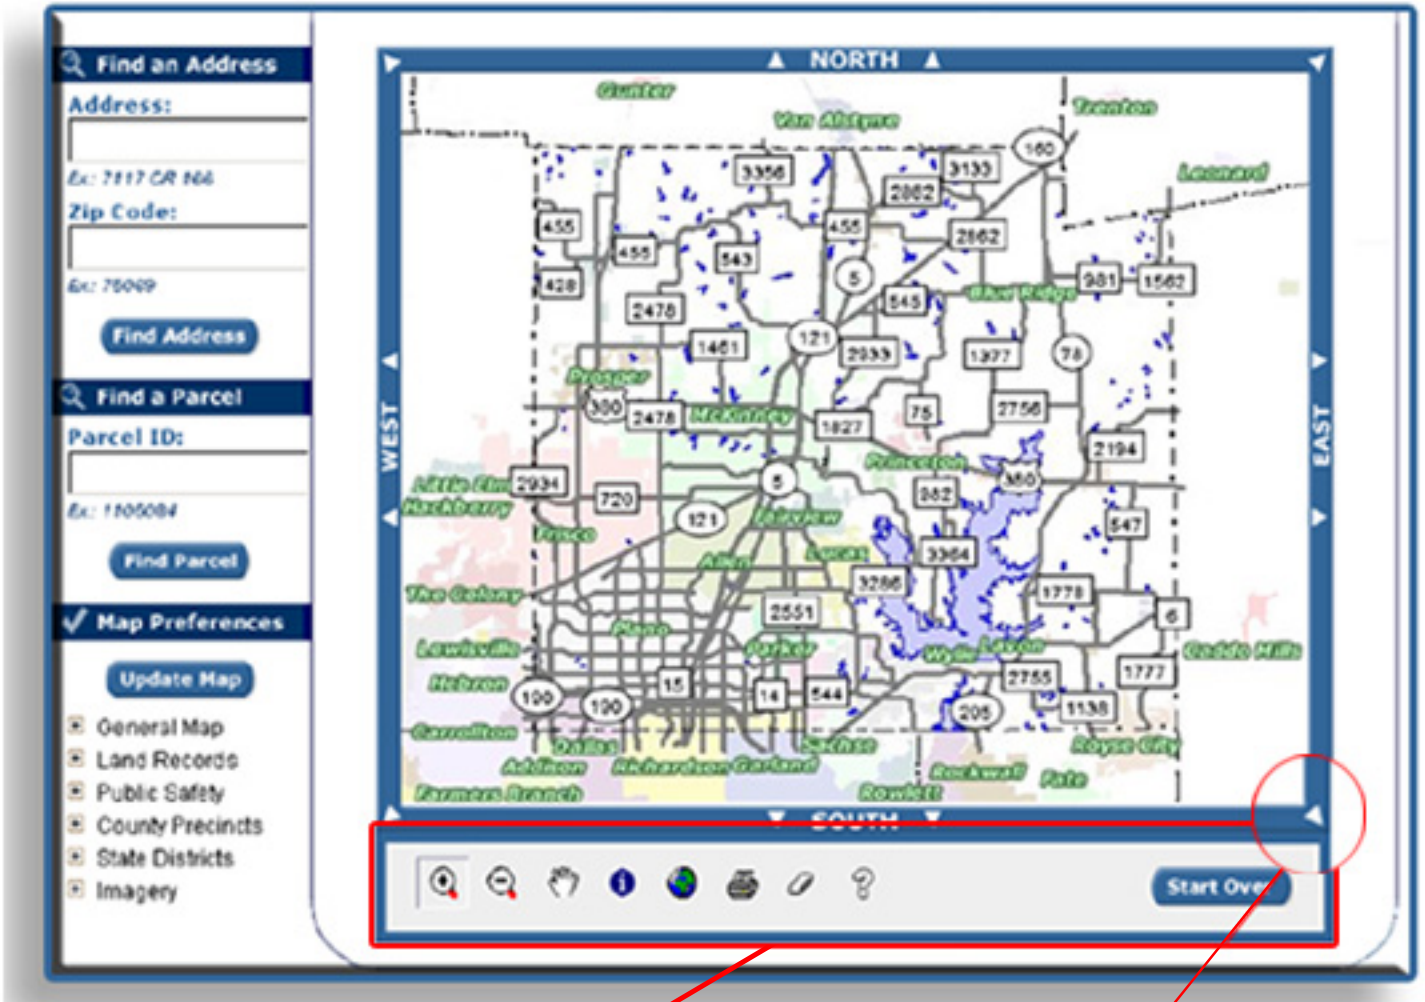 Find an Address
Address:
Ex: 7117 CR 166
Zip Code:
Ex: 75069
Find Address
Find a Parcel
Parcel ID:
Ex: 1105084
Find Parcel
Map Preferences
Update Map
General Map
Land Records
Public Safety
County Precincts
State Districts
Imagery
NORTH
WEST
EAST
SOUTH
Gunter
Van Alstyne
Trenton
Leonard
160
3356
3133
2862
455
455
2862
455
543
5
428
981
1562
Blue Ridge
545
2478
121
1461
2933
1377
78
Prosper
380
2478
McKinney
1827
75
2756
2194
Princeton
Little Elm
2934
5
982
380
720
Hackberry
121
Fairview
547
Frisco
Allen
Lucas
3364
3286
The Colony
2551
1778
6
Plano
Lewisville
Parker
Wylie
Lavon
Caddo Mills
Hebron
15
14
544
2755
1777
190
190
205
1138
Carrollton
Dallas
Sachse
Royse City
Addison
Richardson
Garland
Rockwall
Fate
Farmers Branch
Rowlett
Start Over